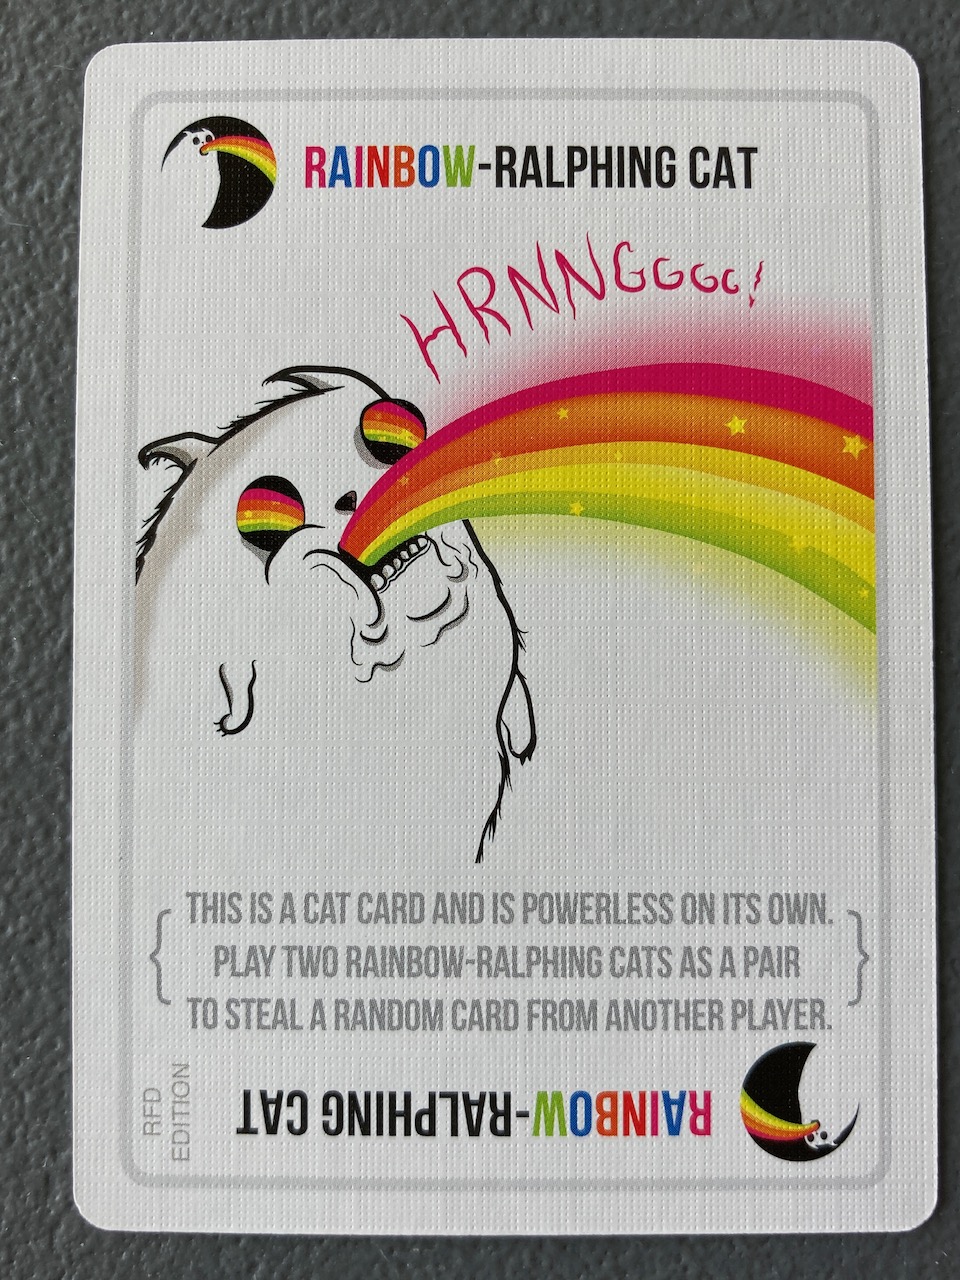 RAINBOW-RALPHING CAT
HRNNGGGGG!
THIS IS A CAT CARD AND IS POWERLESS ON ITS OWN.
PLAY TWO RAINBOW-RALPHING CATS AS A PAIR
TO STEAL A RANDOM CARD FROM ANOTHER PLAYER.
RFD
EDITION
RAINBOW-RALPHING CAT